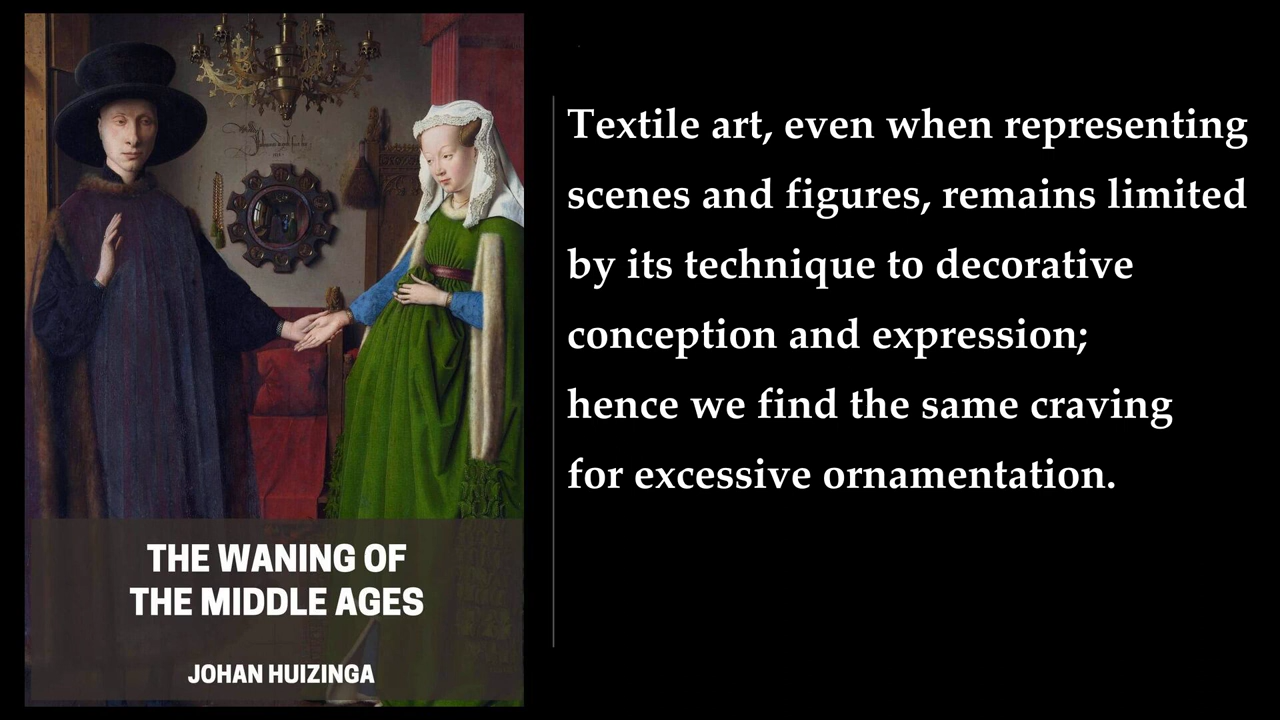 THE WANING OF
THE MIDDLE AGES
JOHAN HUIZINGA
Textile art, even when representing
scenes and figures, remains limited
by its technique to decorative
conception and expression;
hence we find the same craving
for excessive ornamentation.